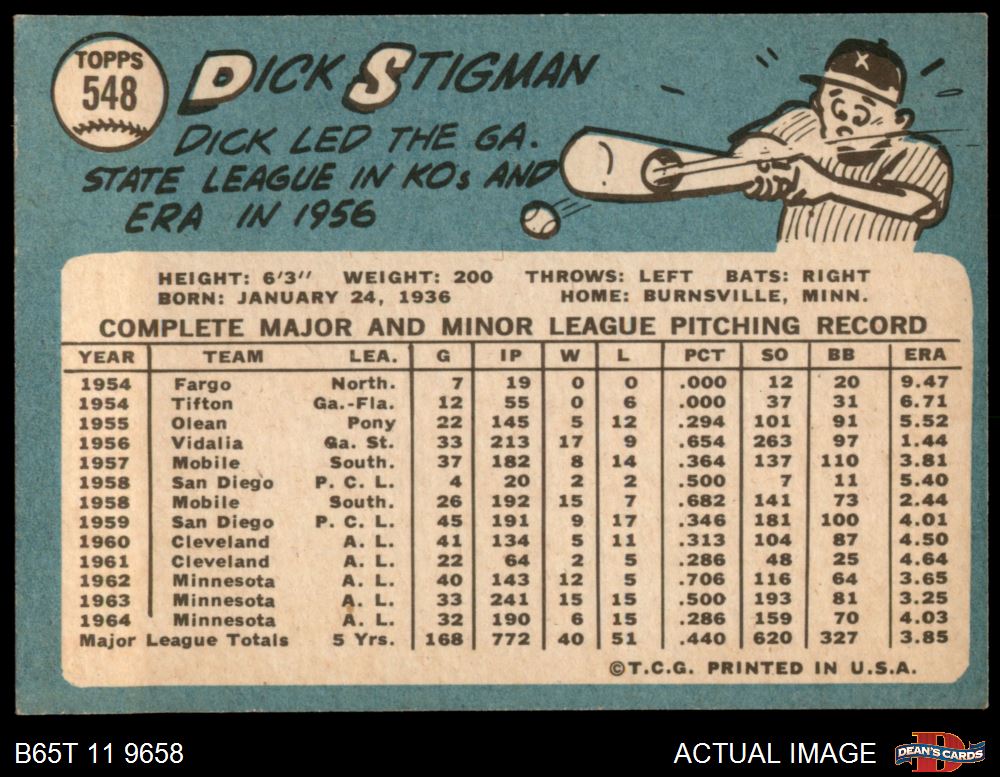 TOPPS
548
DICK STIGMAN
DICK LED THE GA.
STATE LEAGUE IN KOs AND
ERA IN 1956
X
HEIGHT: 6'3" WEIGHT: 200 THROWS: LEFT BATS: RIGHT
BORN: JANUARY 24, 1936 HOME: BURNSVILLE, MINN.
COMPLETE MAJOR AND MINOR LEAGUE PITCHING RECORD
YEAR TEAM LEA. G IP W L PCT SO BB ERA
1954 Fargo North. 7 19 0 0 .000 12 20 9.47
1954 Tifton Ga.-Fla. 12 55 0 6 .000 37 31 6.71
1955 Olean Pony 22 145 5 12 .294 101 91 5.52
1956 Vidalia Ga. St. 33 213 17 9 .654 263 97 1.44
1957 Mobile South. 37 182 8 14 .364 137 110 3.81
1958 San Diego P. C. L. 4 20 2 2 .500 7 11 5.40
1958 Mobile South. 26 192 15 7 .682 141 73 2.44
1959 San Diego P. C. L. 45 191 9 17 .346 181 100 4.01
1960 Cleveland A. L. 41 134 5 11 .313 104 87 4.50
1961 Cleveland A. L. 22 64 2 5 .286 48 25 4.64
1962 Minnesota A. L. 40 143 12 5 .706 116 64 3.65
1963 Minnesota A. L. 33 241 15 15 .500 193 81 3.25
1964 Minnesota A. L. 32 190 6 15 .286 159 70 4.03
Major League Totals 5 Yrs. 168 772 40 51 .440 620 327 3.85
©T.C.G. PRINTED IN U.S.A.
B65T 11 9658 ACTUAL IMAGE
D
DEAN'S CARDS